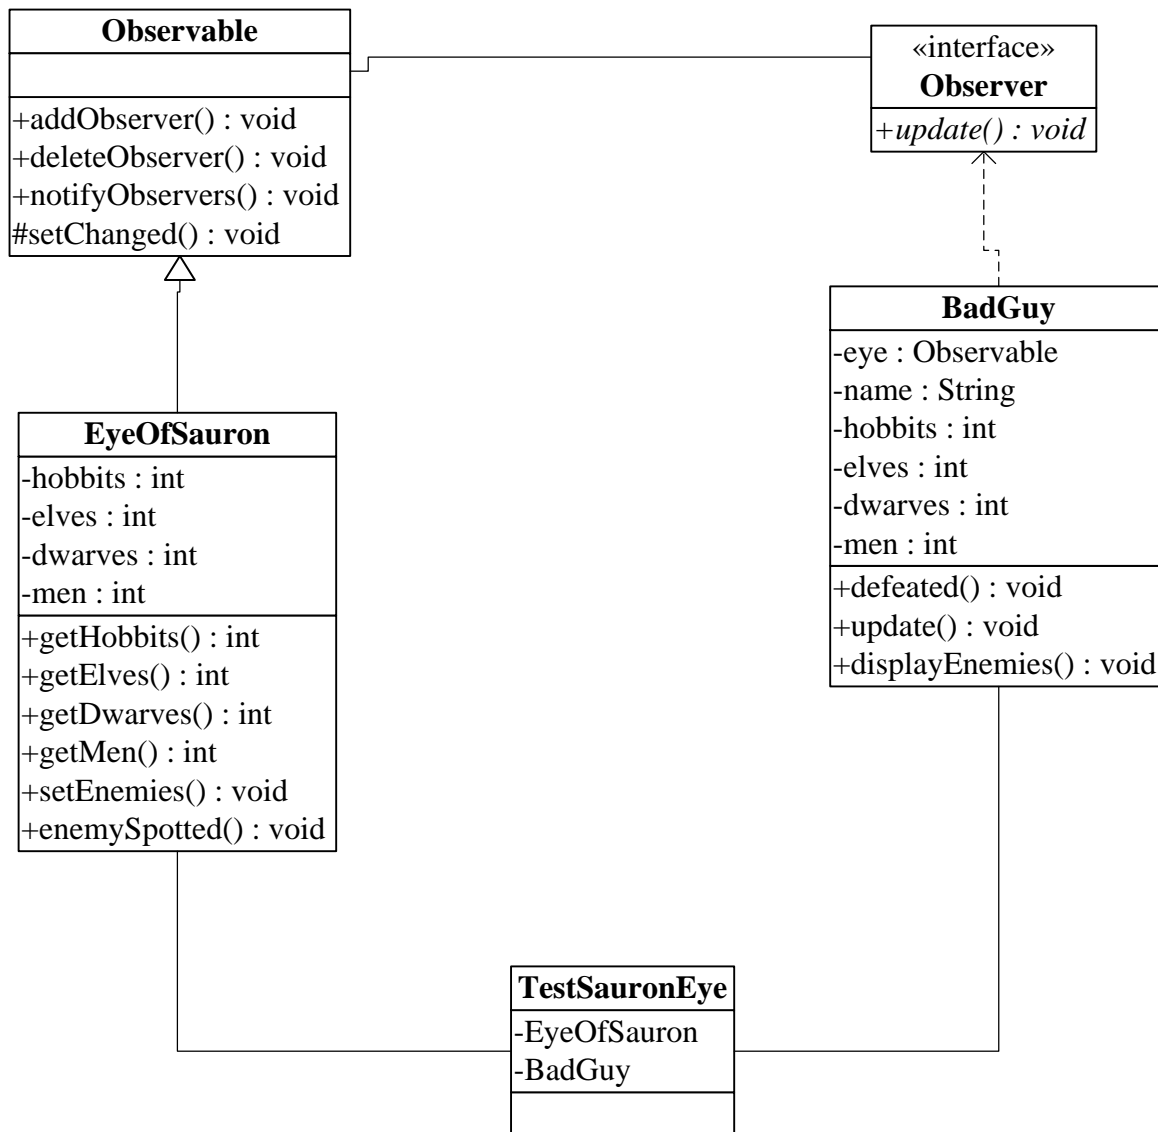 Observable
+addObserver() : void
+deleteObserver() : void
+notifyObservers() : void
#setChanged() : void
«interface»
Observer
+update() : void
BadGuy
-eye : Observable
-name : String
-hobbits : int
-elves : int
-dwarves : int
-men : int
+defeated() : void
+update() : void
+displayEnemies() : void
EyeOfSauron
-hobbits : int
-elves : int
-dwarves : int
-men : int
+getHobbits() : int
+getElves() : int
+getDwarves() : int
+getMen() : int
+setEnemies() : void
+enemySpotted() : void
TestSauronEye
-EyeOfSauron
-BadGuy